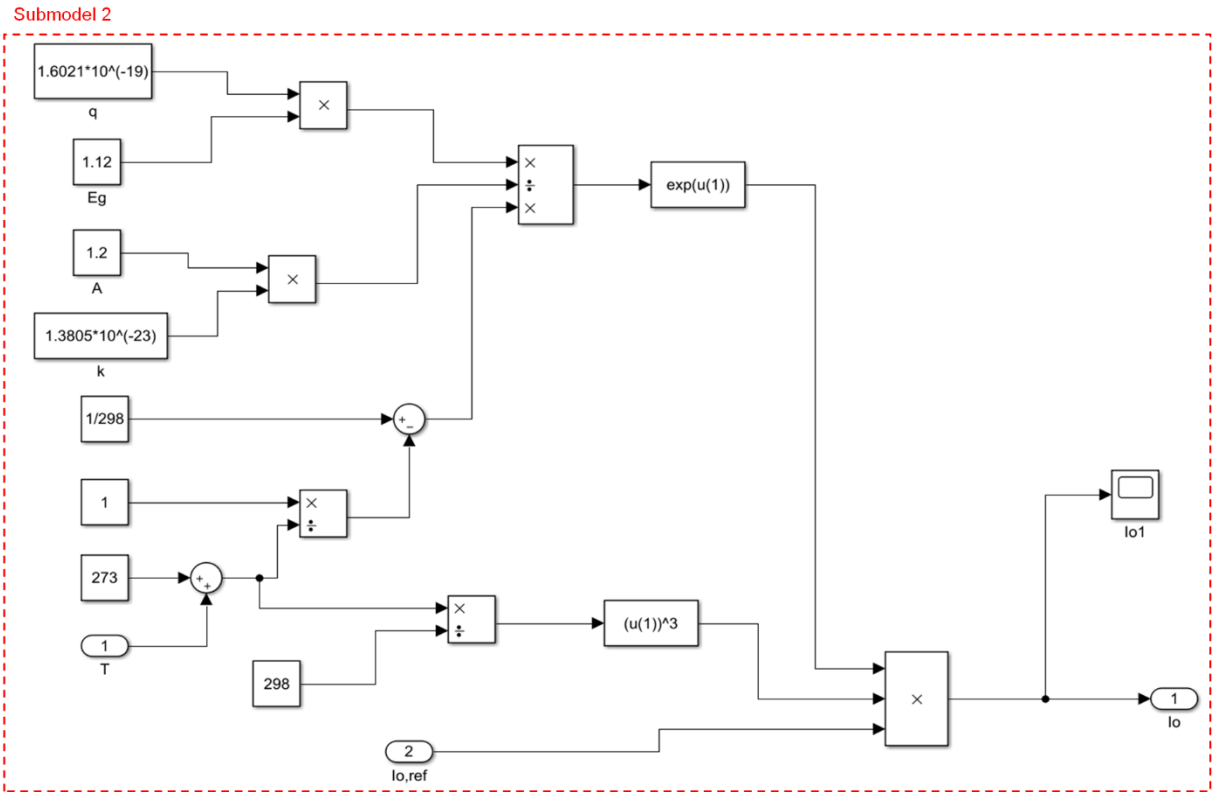 Submodel 2
1.6021*10^(-19)
q
×
1.12
Eg
×
÷
×
exp(u(1))
1.2
A
×
1.3805*10^(-23)
k
1/298
+
−
1
×
÷
Io1
273
+
+
×
÷
(u(1))^3
1
T
298
×
1
Io
2
Io,ref